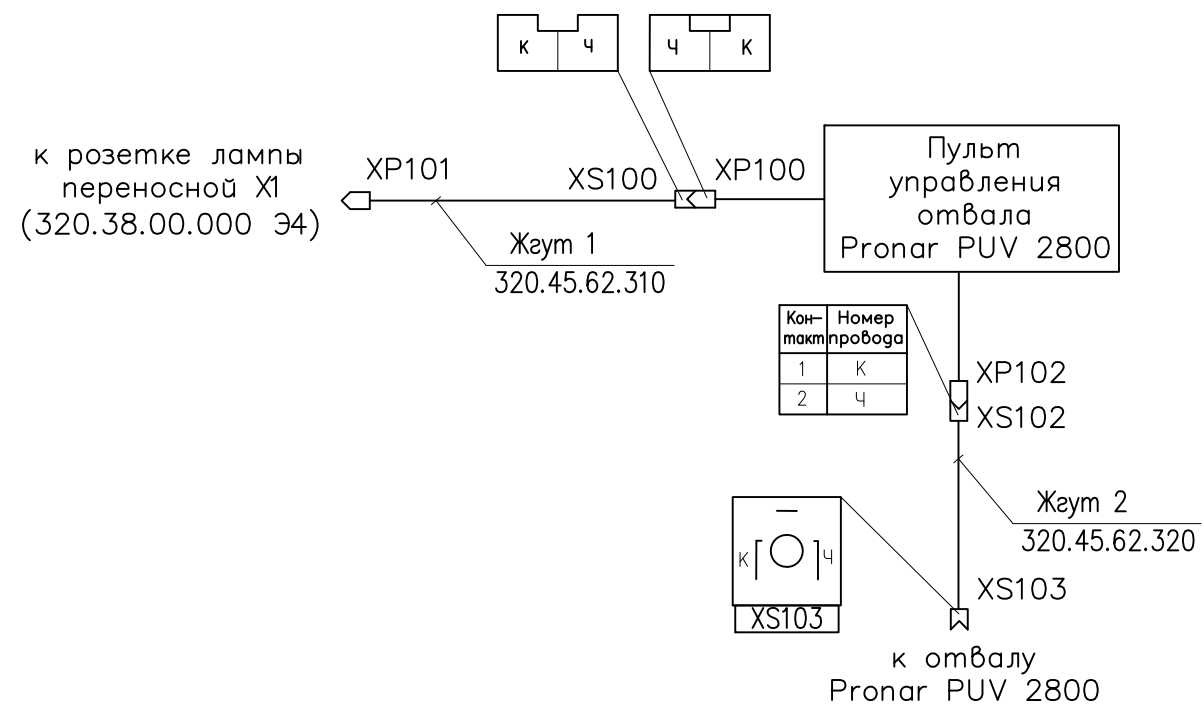 К Ч
Ч К
к розетке лампы
переносной X1
(320.38.00.000 Э4)
XP101
XS100
XP100
Жгут 1
320.45.62.310
Пульт
управления
отвала
Pronar PUV 2800
Кон- Номер
такт провода
1 К
2 Ч
XP102
XS102
Жгут 2
320.45.62.320
К Ч
XS103
XS103
к отвалу
Pronar PUV 2800